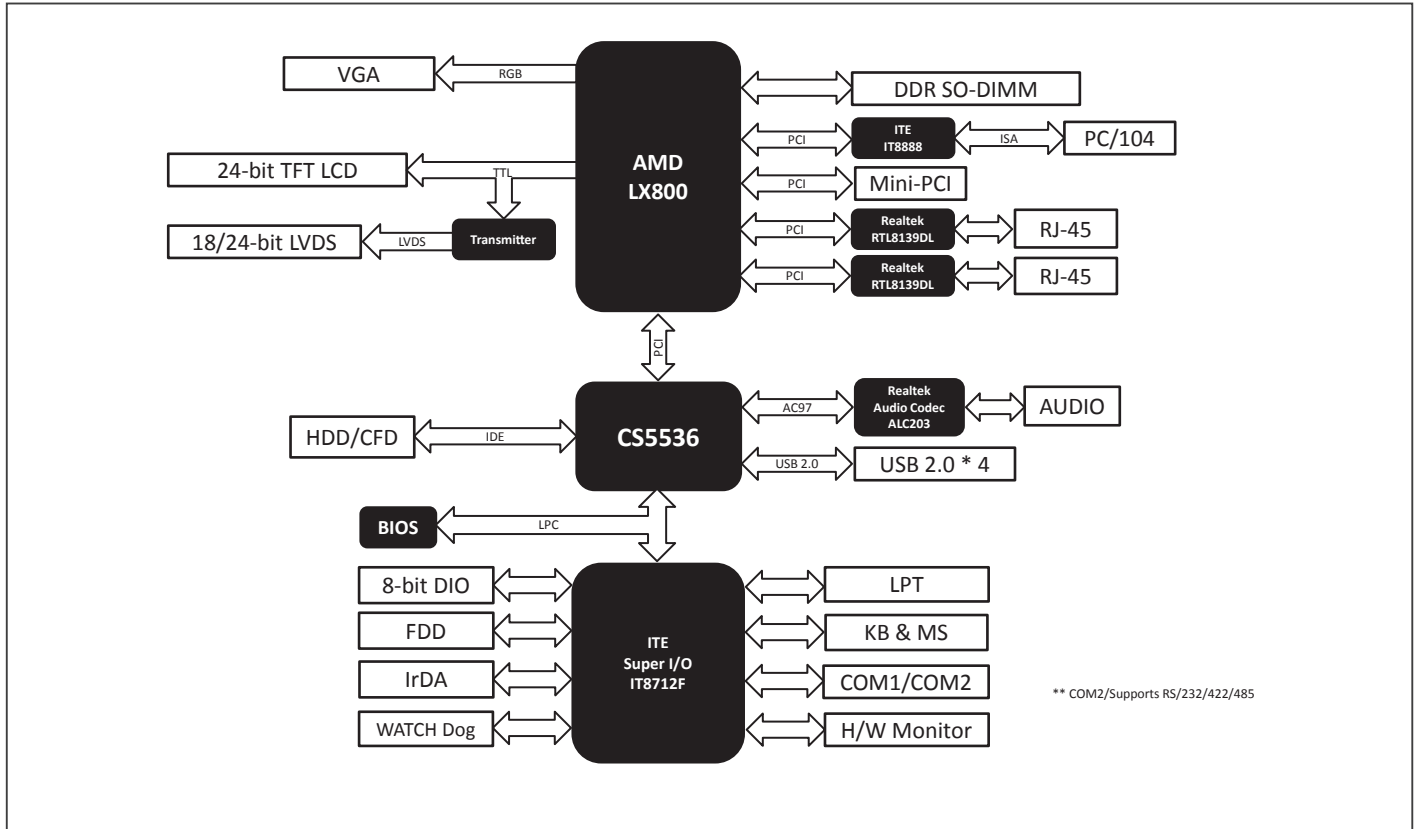 VGA
RGB
AMD
LX800
DDR SO-DIMM
PCI
ITE
IT8888
ISA
PC/104
24-bit TFT LCD
TTL
PCI
Mini-PCI
18/24-bit LVDS
LVDS
Transmitter
PCI
Realtek
RTL8139DL
RJ-45
PCI
Realtek
RTL8139DL
RJ-45
PCI
HDD/CFD
IDE
CS5536
AC97
Realtek
Audio Codec
ALC203
AUDIO
USB 2.0
USB 2.0 * 4
BIOS
LPC
8-bit DIO
FDD
IrDA
WATCH Dog
ITE
Super I/O
IT8712F
LPT
KB & MS
COM1/COM2
H/W Monitor
** COM2/Supports RS/232/422/485